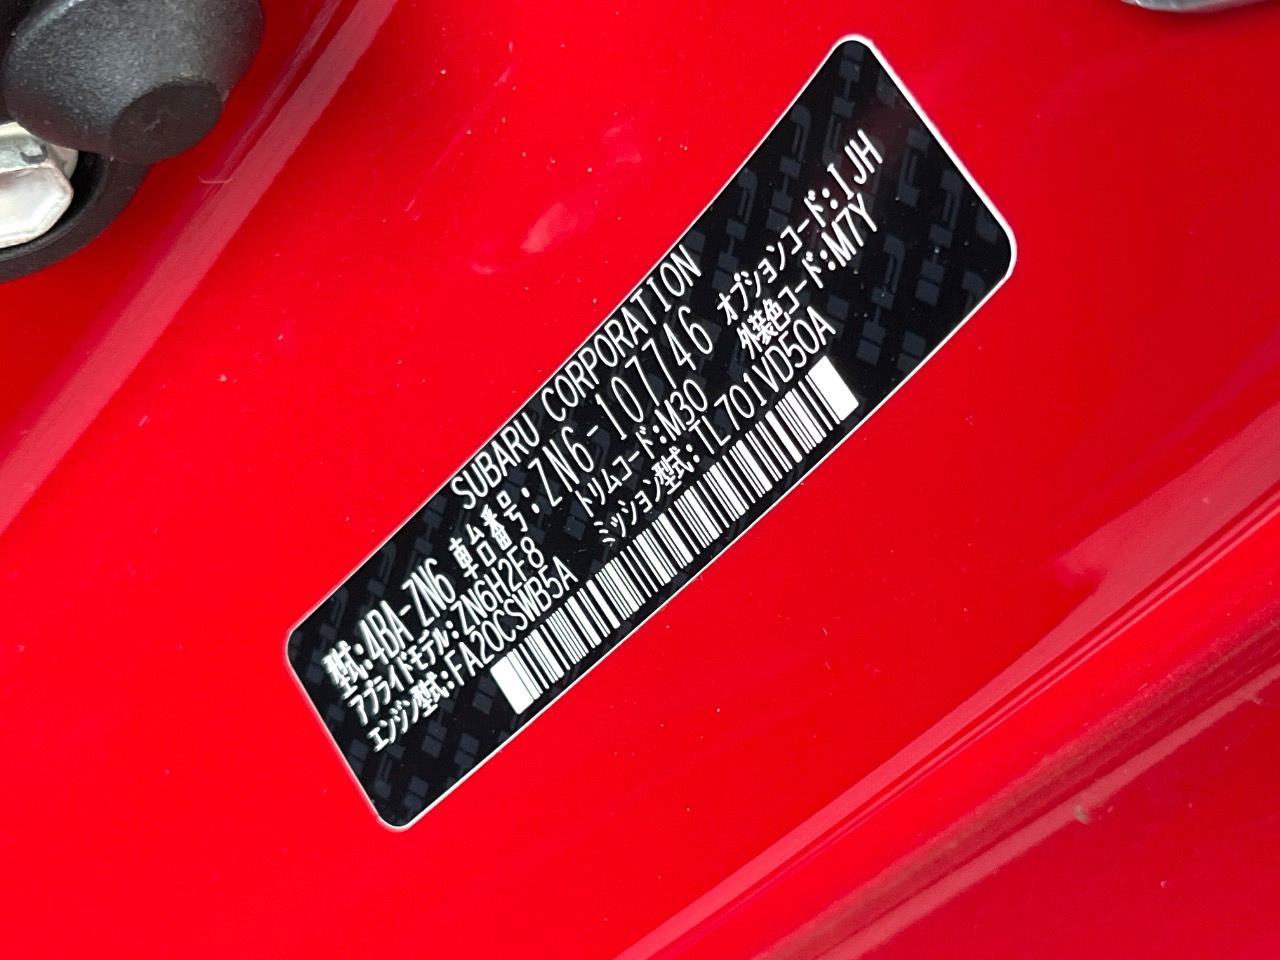 SUBARU CORPORATION
型式:4BA-ZN6 車台番号:ZN6-107746
アプライドモデル:ZN6H2F8 トリムコード:M30 オプションコード:IJH
エンジン型式:FA20CSWB5A ミッション型式:TL701VD50A 外装色コード:M7Y